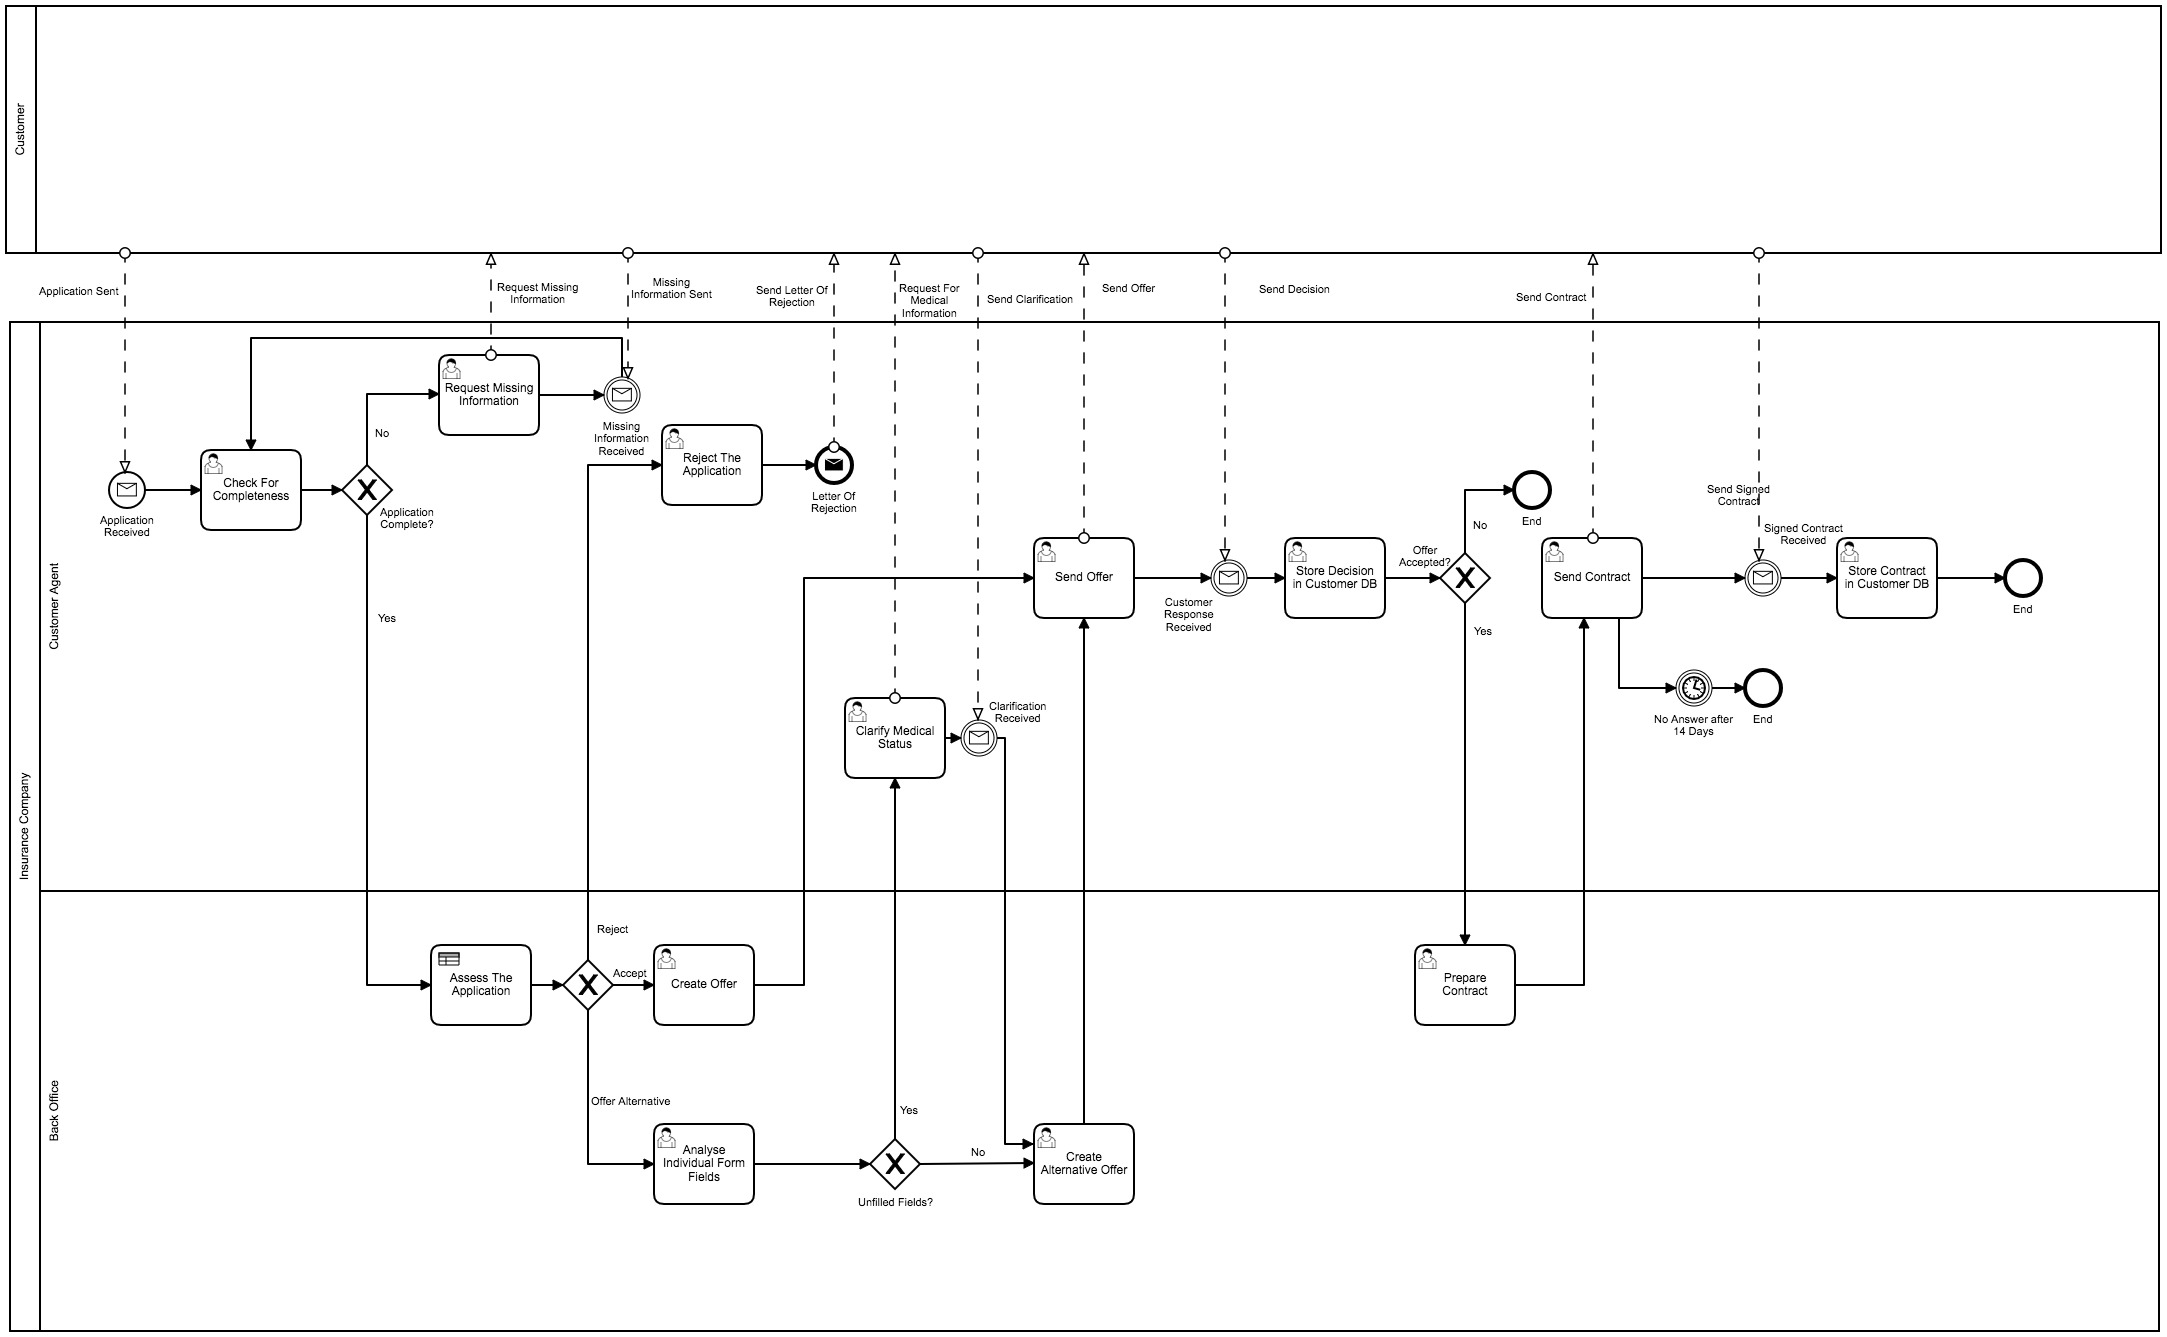 Customer
Application Sent
Request Missing
Information
Missing
Information Sent
Send Letter Of
Rejection
Request For
Medical
Information
Send Clarification
Send Offer
Send Decision
Send Contract
Insurance Company
Customer Agent
Application
Received
Check For
Completeness
Application
Complete?
No
Yes
Request Missing
Information
Missing
Information
Received
Reject The
Application
Letter Of
Rejection
Clarify Medical
Status
Clarification
Received
Send Offer
Customer
Response
Received
Store Decision
in Customer DB
Offer
Accepted?
No
End
Yes
Send Contract
Send Signed
Contract
Signed Contract
Received
Store Contract
in Customer DB
End
No Answer after
14 Days
End
Back Office
Assess The
Application
Reject
Accept
Create Offer
Offer Alternative
Analyse
Individual Form
Fields
Yes
No
Unfilled Fields?
Create
Alternative Offer
Prepare
Contract